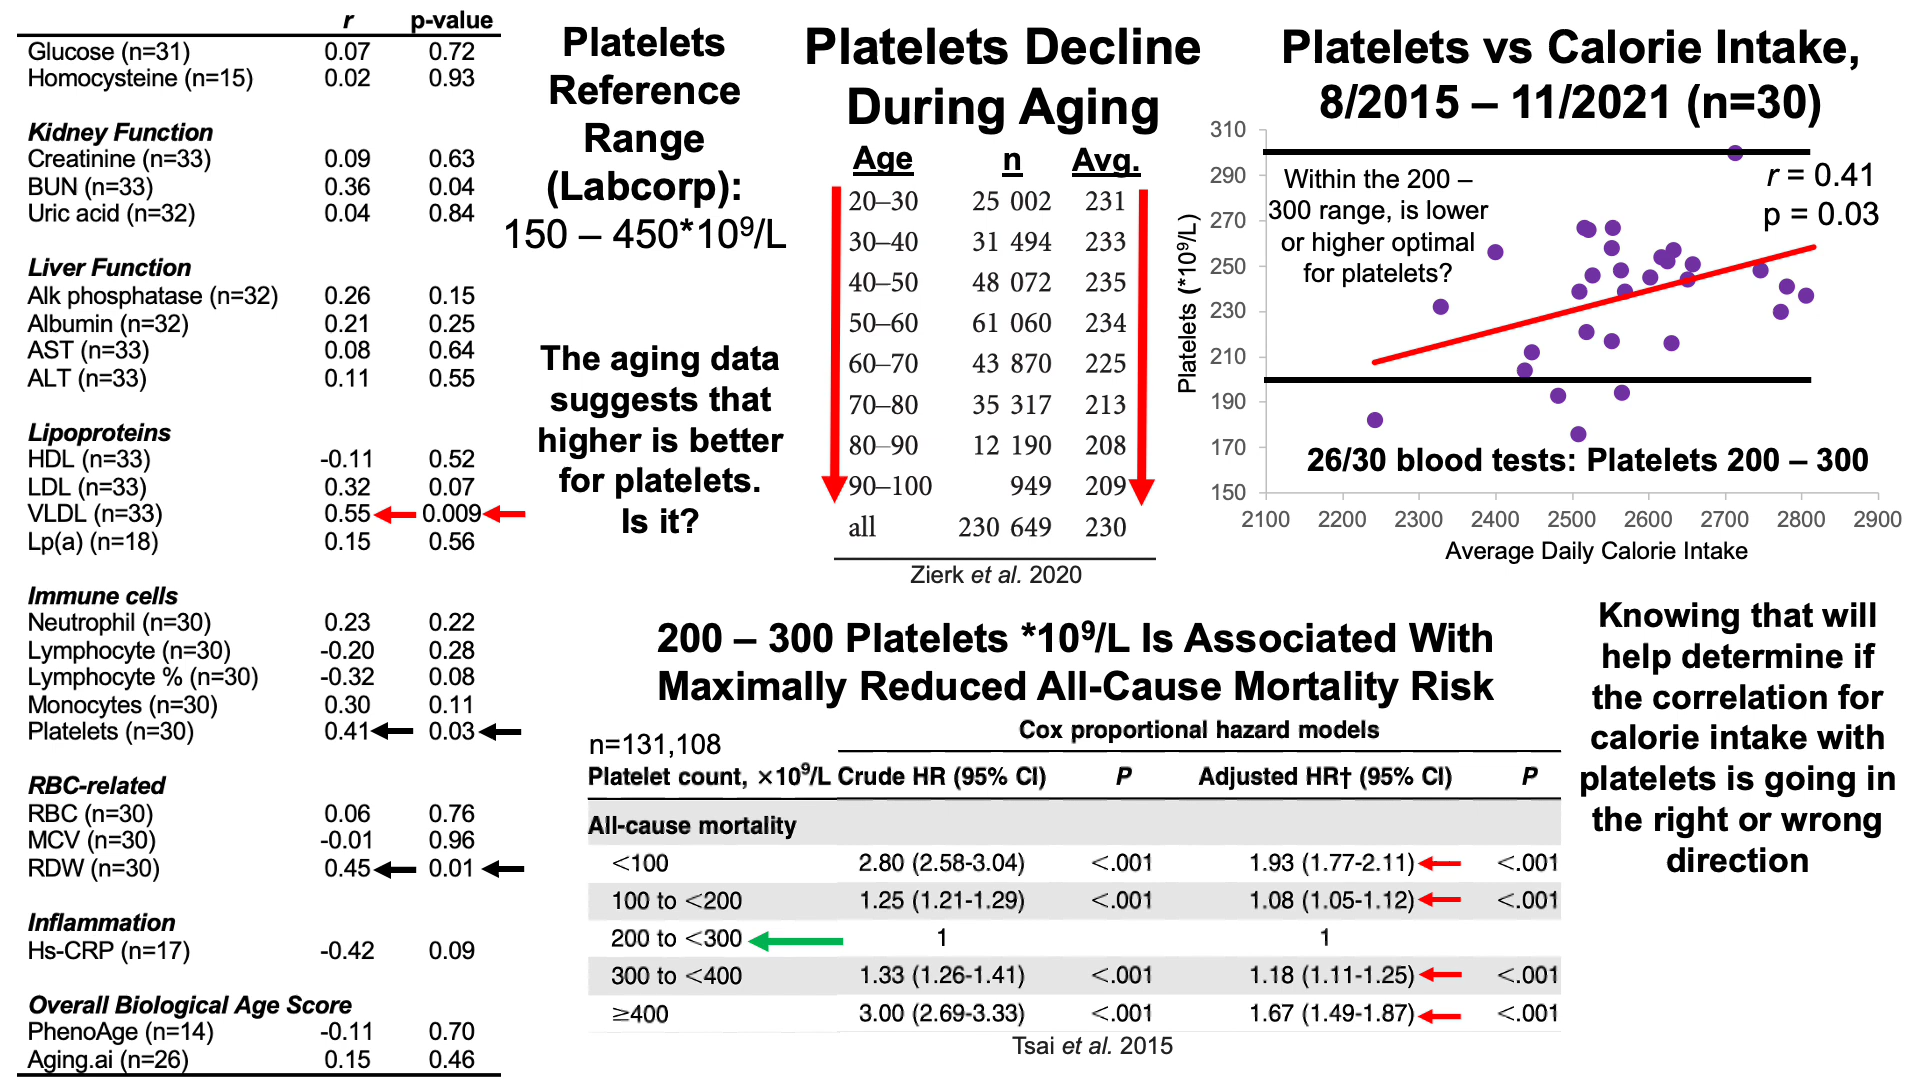 r p-value
Glucose (n=31) 0.07 0.72
Homocysteine (n=15) 0.02 0.93
Kidney Function
Creatinine (n=33) 0.09 0.63
BUN (n=33) 0.36 0.04
Uric acid (n=32) 0.04 0.84
Liver Function
Alk phosphatase (n=32) 0.26 0.15
Albumin (n=32) 0.21 0.25
AST (n=33) 0.08 0.64
ALT (n=33) 0.11 0.55
Lipoproteins
HDL (n=33) -0.11 0.52
LDL (n=33) 0.32 0.07
VLDL (n=33) 0.55 0.009
Lp(a) (n=18) 0.15 0.56
Immune cells
Neutrophil (n=30) 0.23 0.22
Lymphocyte (n=30) -0.20 0.28
Lymphocyte % (n=30) -0.32 0.08
Monocytes (n=30) 0.30 0.11
Platelets (n=30) 0.41 0.03
RBC-related
RBC (n=30) 0.06 0.76
MCV (n=30) -0.01 0.96
RDW (n=30) 0.45 0.01
Inflammation
Hs-CRP (n=17) -0.42 0.09
Overall Biological Age Score
PhenoAge (n=14) -0.11 0.70
Aging.ai (n=26) 0.15 0.46
Platelets
Reference
Range
(Labcorp):
150 – 450*10⁹/L
The aging data
suggests that
higher is better
for platelets.
Is it?
Platelets Decline
During Aging
Age n Avg.
20–30 25 002 231
30–40 31 494 233
40–50 48 072 235
50–60 61 060 234
60–70 43 870 225
70–80 35 317 213
80–90 12 190 208
90–100 949 209
all 230 649 230
Zierk et al. 2020
Platelets vs Calorie Intake,
8/2015 – 11/2021 (n=30)
Platelets (*10⁹/L)
310
290
270
250
230
210
190
170
150
Within the 200 –
300 range, is lower
or higher optimal
for platelets?
r = 0.41
p = 0.03
26/30 blood tests: Platelets 200 – 300
2100 2200 2300 2400 2500 2600 2700 2800 2900
Average Daily Calorie Intake
200 – 300 Platelets *10⁹/L Is Associated With
Maximally Reduced All-Cause Mortality Risk
Cox proportional hazard models
n=131,108
Platelet count, ×10⁹/L Crude HR (95% CI) P Adjusted HR† (95% CI) P
All-cause mortality
<100 2.80 (2.58-3.04) <.001 1.93 (1.77-2.11) <.001
100 to <200 1.25 (1.21-1.29) <.001 1.08 (1.05-1.12) <.001
200 to <300 1 1
300 to <400 1.33 (1.26-1.41) <.001 1.18 (1.11-1.25) <.001
≥400 3.00 (2.69-3.33) <.001 1.67 (1.49-1.87) <.001
Tsai et al. 2015
Knowing that will
help determine if
the correlation for
calorie intake with
platelets is going in
the right or wrong
direction